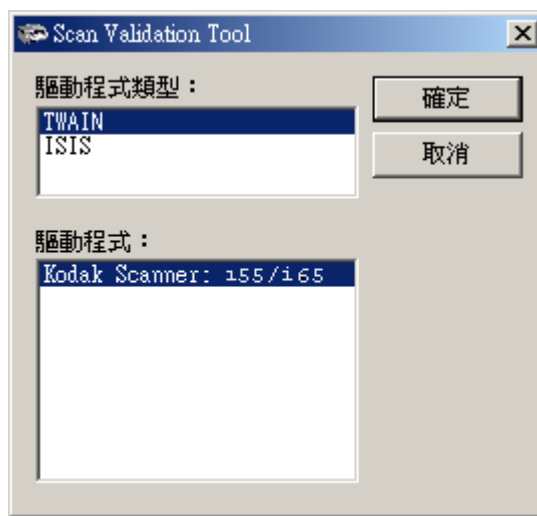 Scan Validation Tool
驅動程式類型：
TWAIN
ISIS
確定
取消
驅動程式：
Kodak Scanner: i55/i65